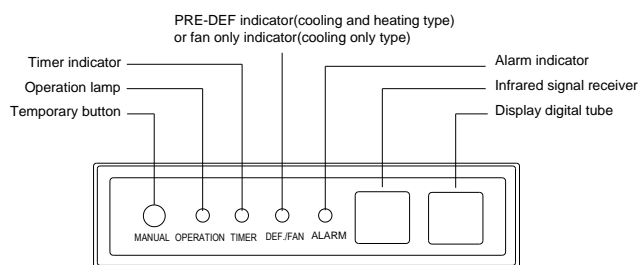 PRE-DEF indicator(cooling and heating type)
or fan only indicator(cooling only type)
Timer indicator
Alarm indicator
Operation lamp
Infrared signal receiver
Temporary button
Display digital tube
MANUAL OPERATION TIMER DEF./FAN ALARM